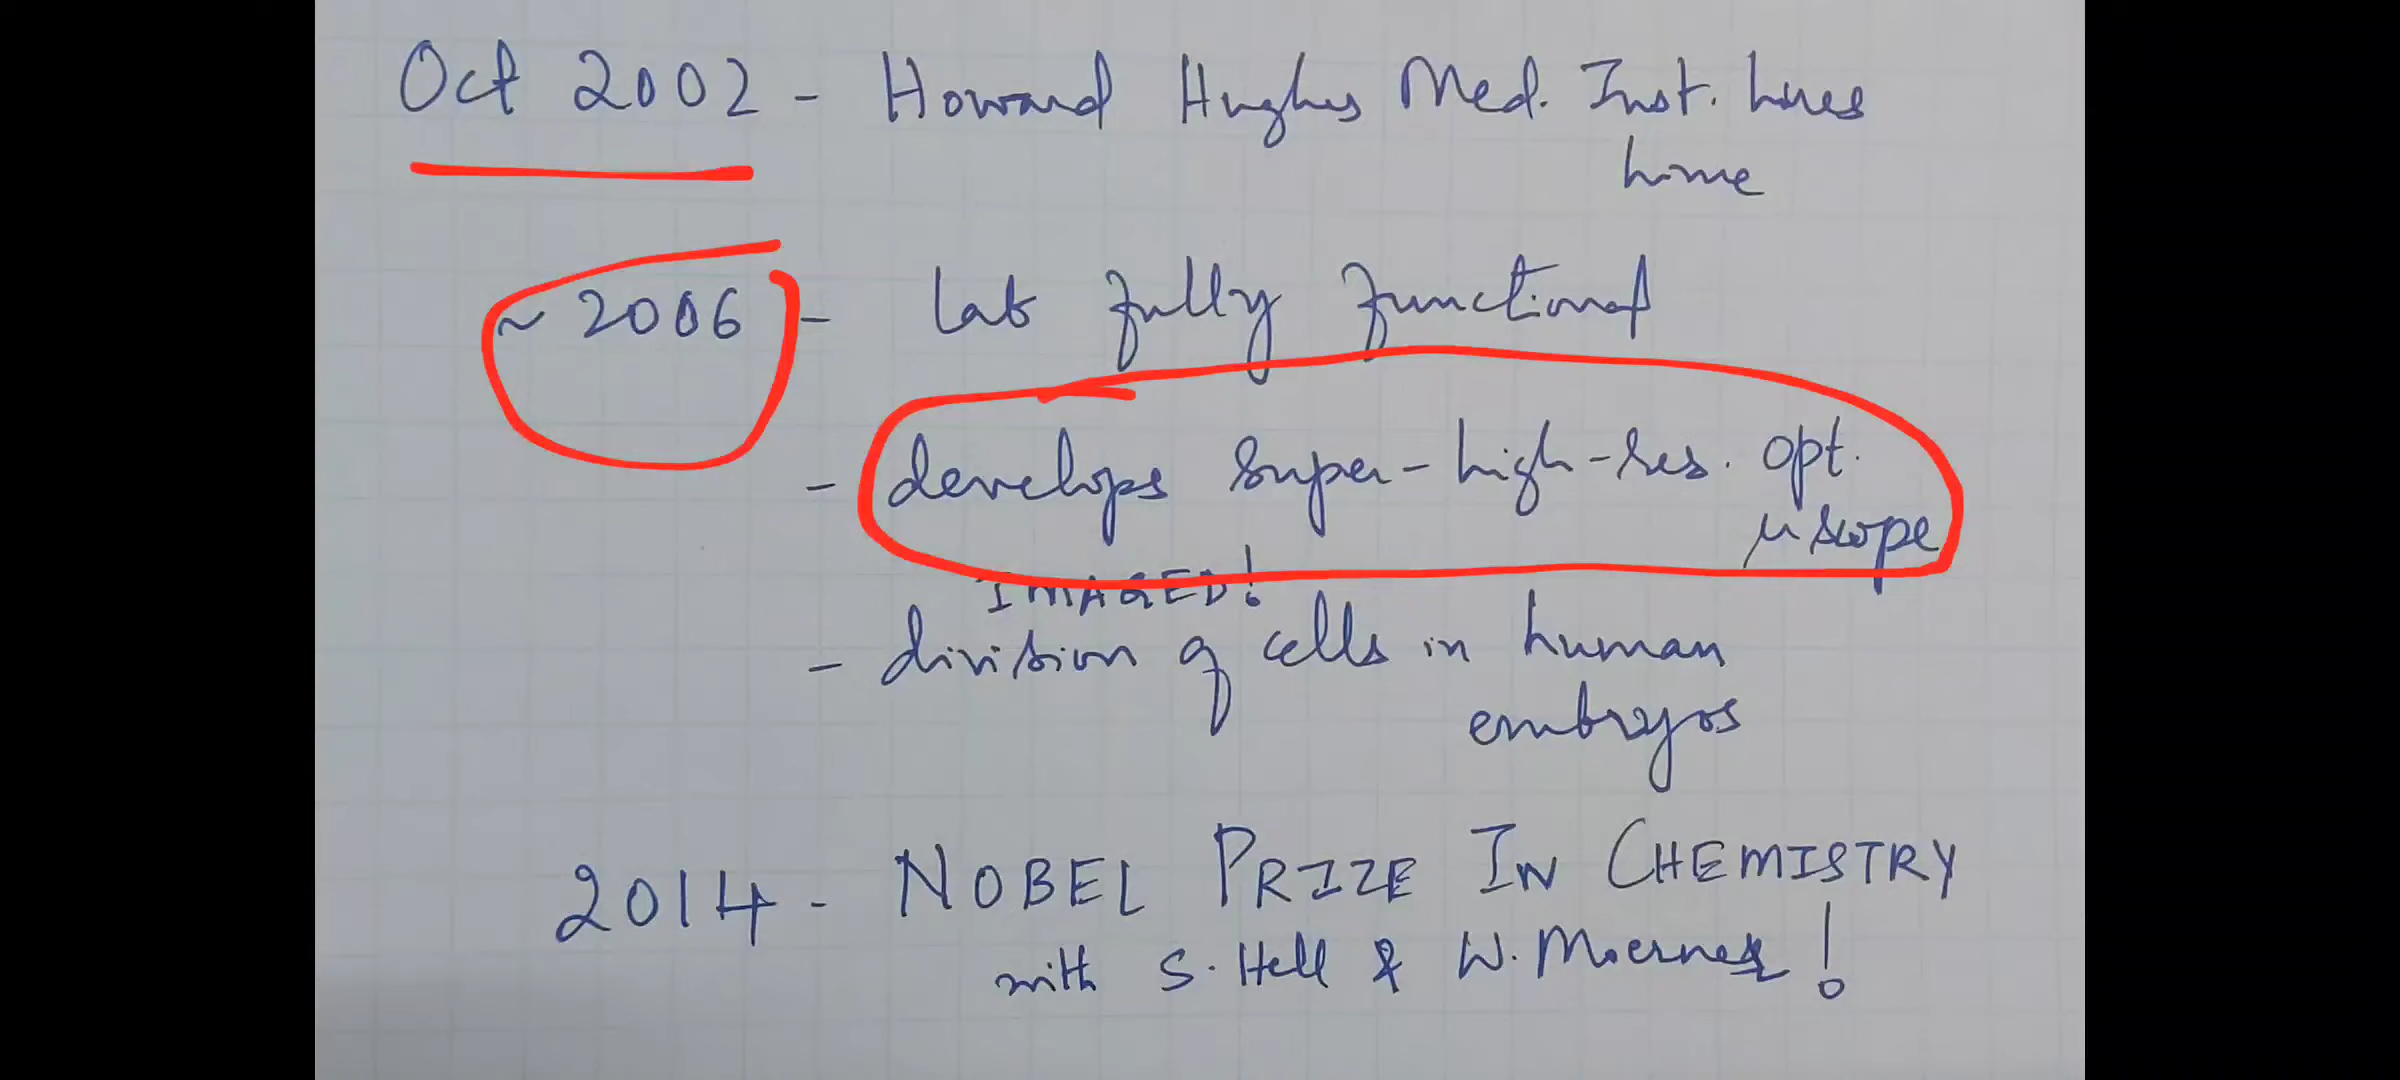 Oct 2002 - Howard Hughes Med. Inst. hires
home
~ 2006 - lab fully functional
- develops super-high-res. opt.
μscope
IMAGED!
- division of cells in human
embryos
2014 - NOBEL PRIZE IN CHEMISTRY
with S. Hell & W. Moerner!